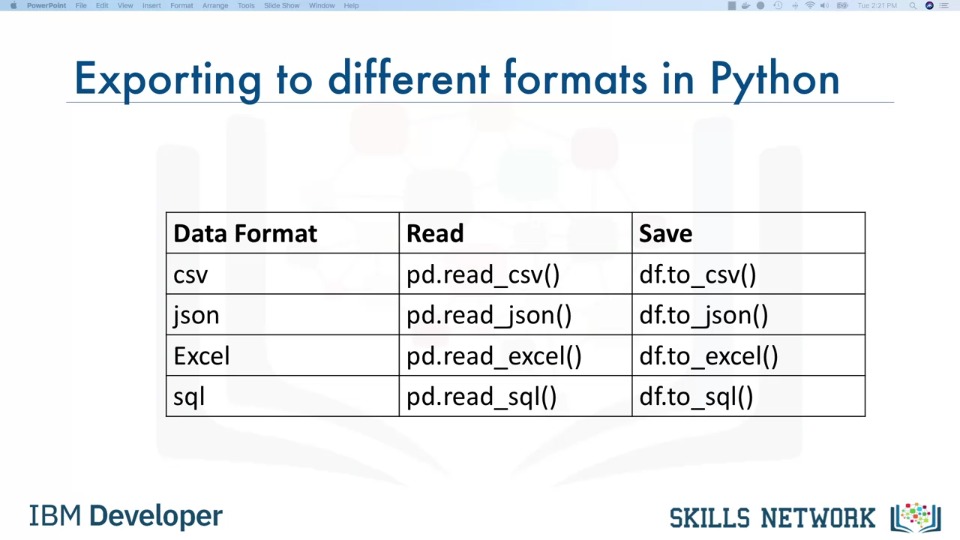 PowerPoint File Edit View Insert Format Arrange Tools Slide Show Window Help Tue 2:21 PM
Exporting to different formats in Python
Data Format Read Save
csv pd.read_csv() df.to_csv()
json pd.read_json() df.to_json()
Excel pd.read_excel() df.to_excel()
sql pd.read_sql() df.to_sql()
IBM Developer SKILLS NETWORK